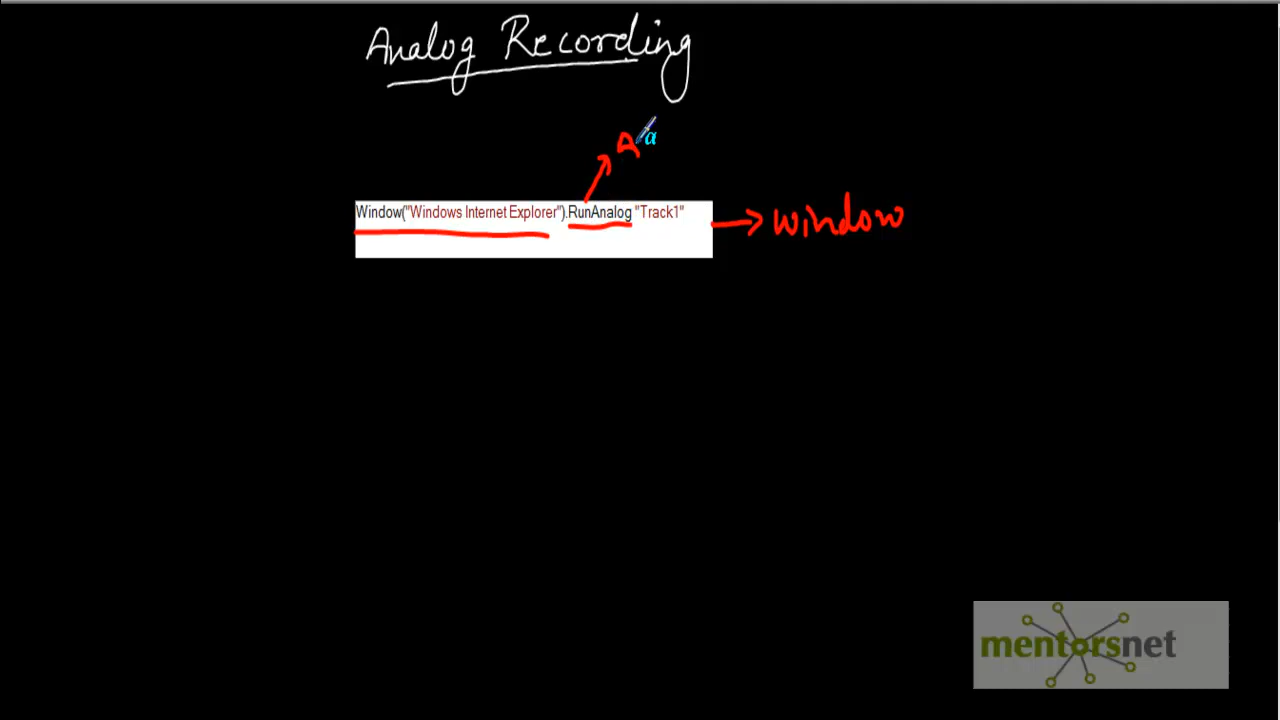 Analog Recording
A
Window("Windows Internet Explorer").RunAnalog "Track1"
window
mentorsnet